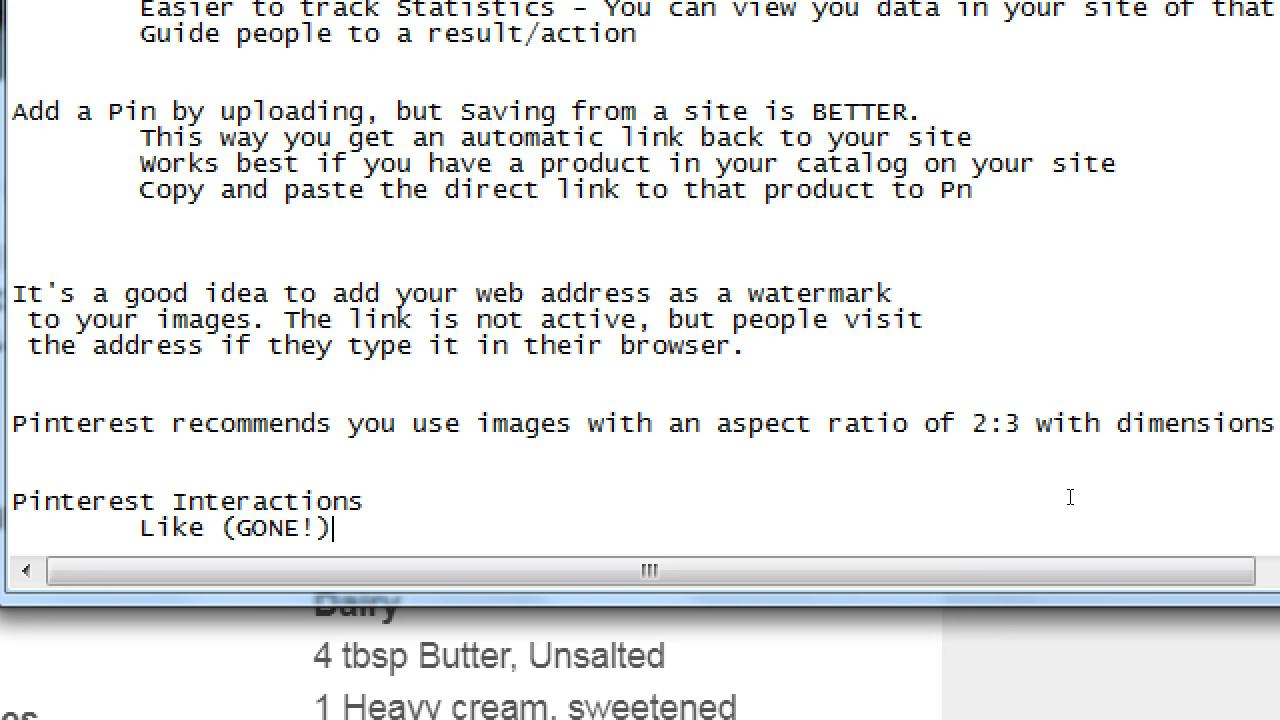 Easier to track Statistics - You can view you data in your site of that
Guide people to a result/action
Add a Pin by uploading, but Saving from a site is BETTER.
This way you get an automatic link back to your site
Works best if you have a product in your catalog on your site
Copy and paste the direct link to that product to Pn
It's a good idea to add your web address as a watermark
to your images. The link is not active, but people visit
the address if they type it in their browser.
Pinterest recommends you use images with an aspect ratio of 2:3 with dimensions
Pinterest Interactions
Like (GONE!)
Dairy
4 tbsp Butter, Unsalted
1 Heavy cream, sweetened